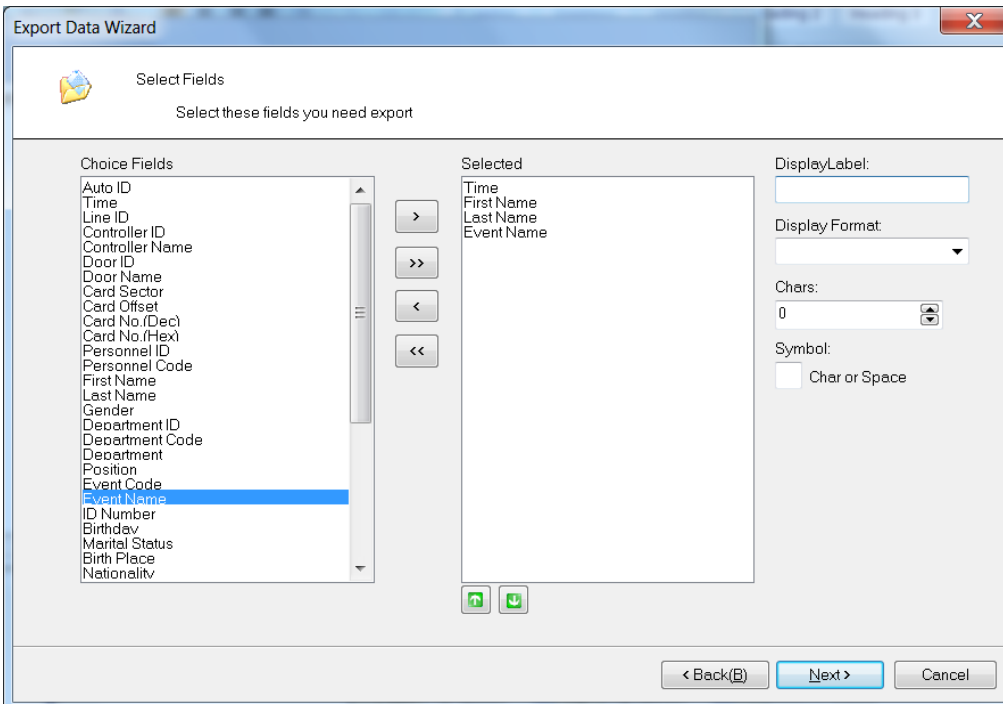 Export Data Wizard
Select Fields
Select these fields you need export
Choice Fields
Auto ID
Time
Line ID
Controller ID
Controller Name
Door ID
Door Name
Card Sector
Card Offset
Card No.(Dec)
Card No.(Hex)
Personnel ID
Personnel Code
First Name
Last Name
Gender
Department ID
Department Code
Department
Position
Event Code
Event Name
ID Number
Birthday
Marital Status
Birth Place
Nationality
>
>>
<
<<
Selected
Time
First Name
Last Name
Event Name
DisplayLabel:
Display Format:
Chars:
0
Symbol:
Char or Space
< Back(B)
Next >
Cancel